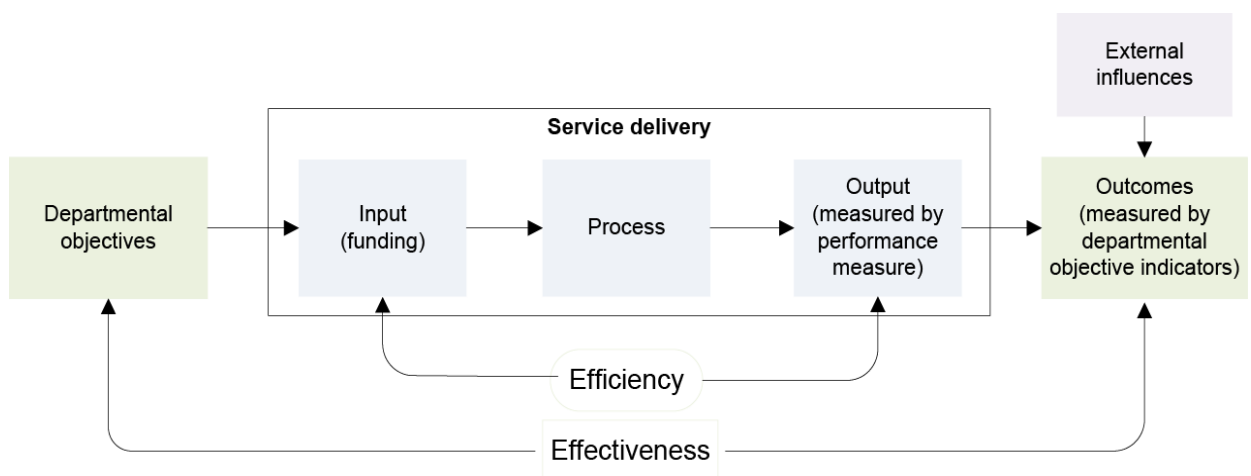 External
influences
Service delivery
Departmental
objectives
Input
(funding)
Process
Output
(measured by
performance
measure)
Outcomes
(measured by
departmental
objective indicators)
Efficiency
Effectiveness